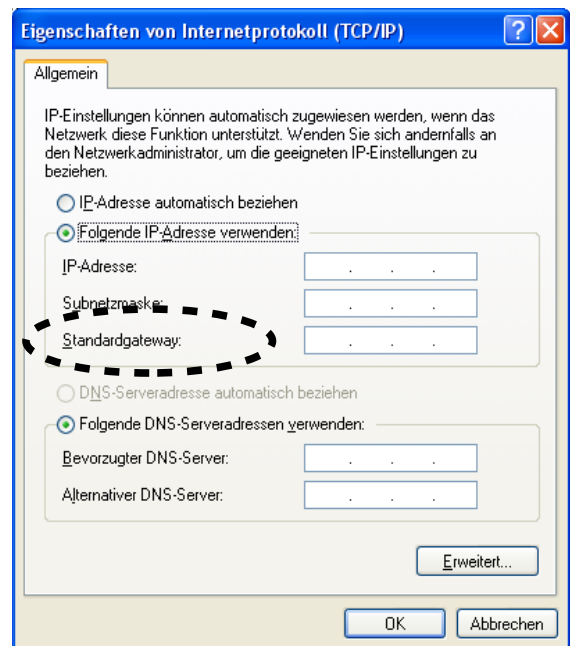 Eigenschaften von Internetprotokoll (TCP/IP)
Allgemein
IP-Einstellungen können automatisch zugewiesen werden, wenn das
Netzwerk diese Funktion unterstützt. Wenden Sie sich andernfalls an
den Netzwerkadministrator, um die geeigneten IP-Einstellungen zu
beziehen.
IP-Adresse automatisch beziehen
Folgende IP-Adresse verwenden:
IP-Adresse:
Subnetzmaske:
Standardgateway:
DNS-Serveradresse automatisch beziehen
Folgende DNS-Serveradressen verwenden:
Bevorzugter DNS-Server:
Alternativer DNS-Server:
Erweitert...
OK Abbrechen